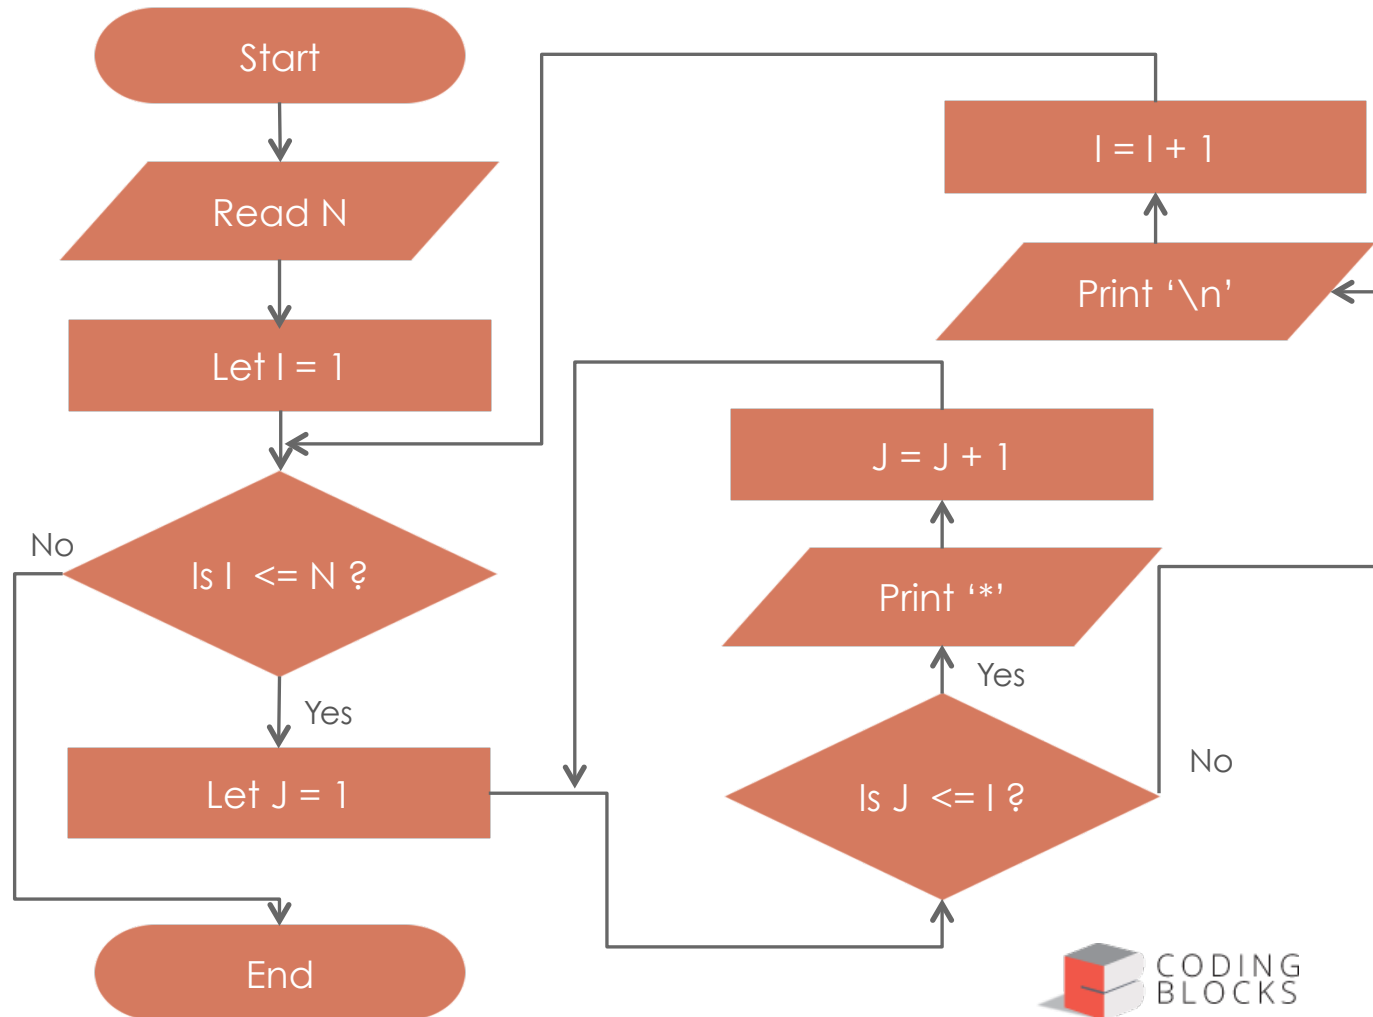 Start
Read N
Let I = 1
Is I <= N ?
No
Yes
Let J = 1
End
I = I + 1
Print ‘\n’
J = J + 1
Print ‘*’
Yes
Is J <= I ?
No
CODING
BLOCKS